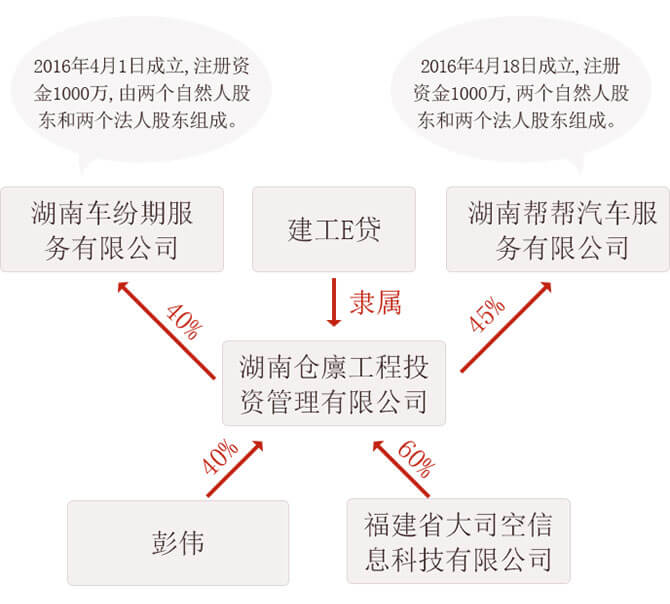 2016年4月1日成立,注册资
金1000万,由两个自然人股
东和两个法人股东组成。
2016年4月18日成立,注册
资金1000万,两个自然人股
东和两个法人股东组成。
湖南车纷期服
务有限公司
建工E贷
湖南帮帮汽车服
务有限公司
40%
隶属
45%
湖南仓廪工程投
资管理有限公司
40%
60%
彭伟
福建省大司空信
息科技有限公司